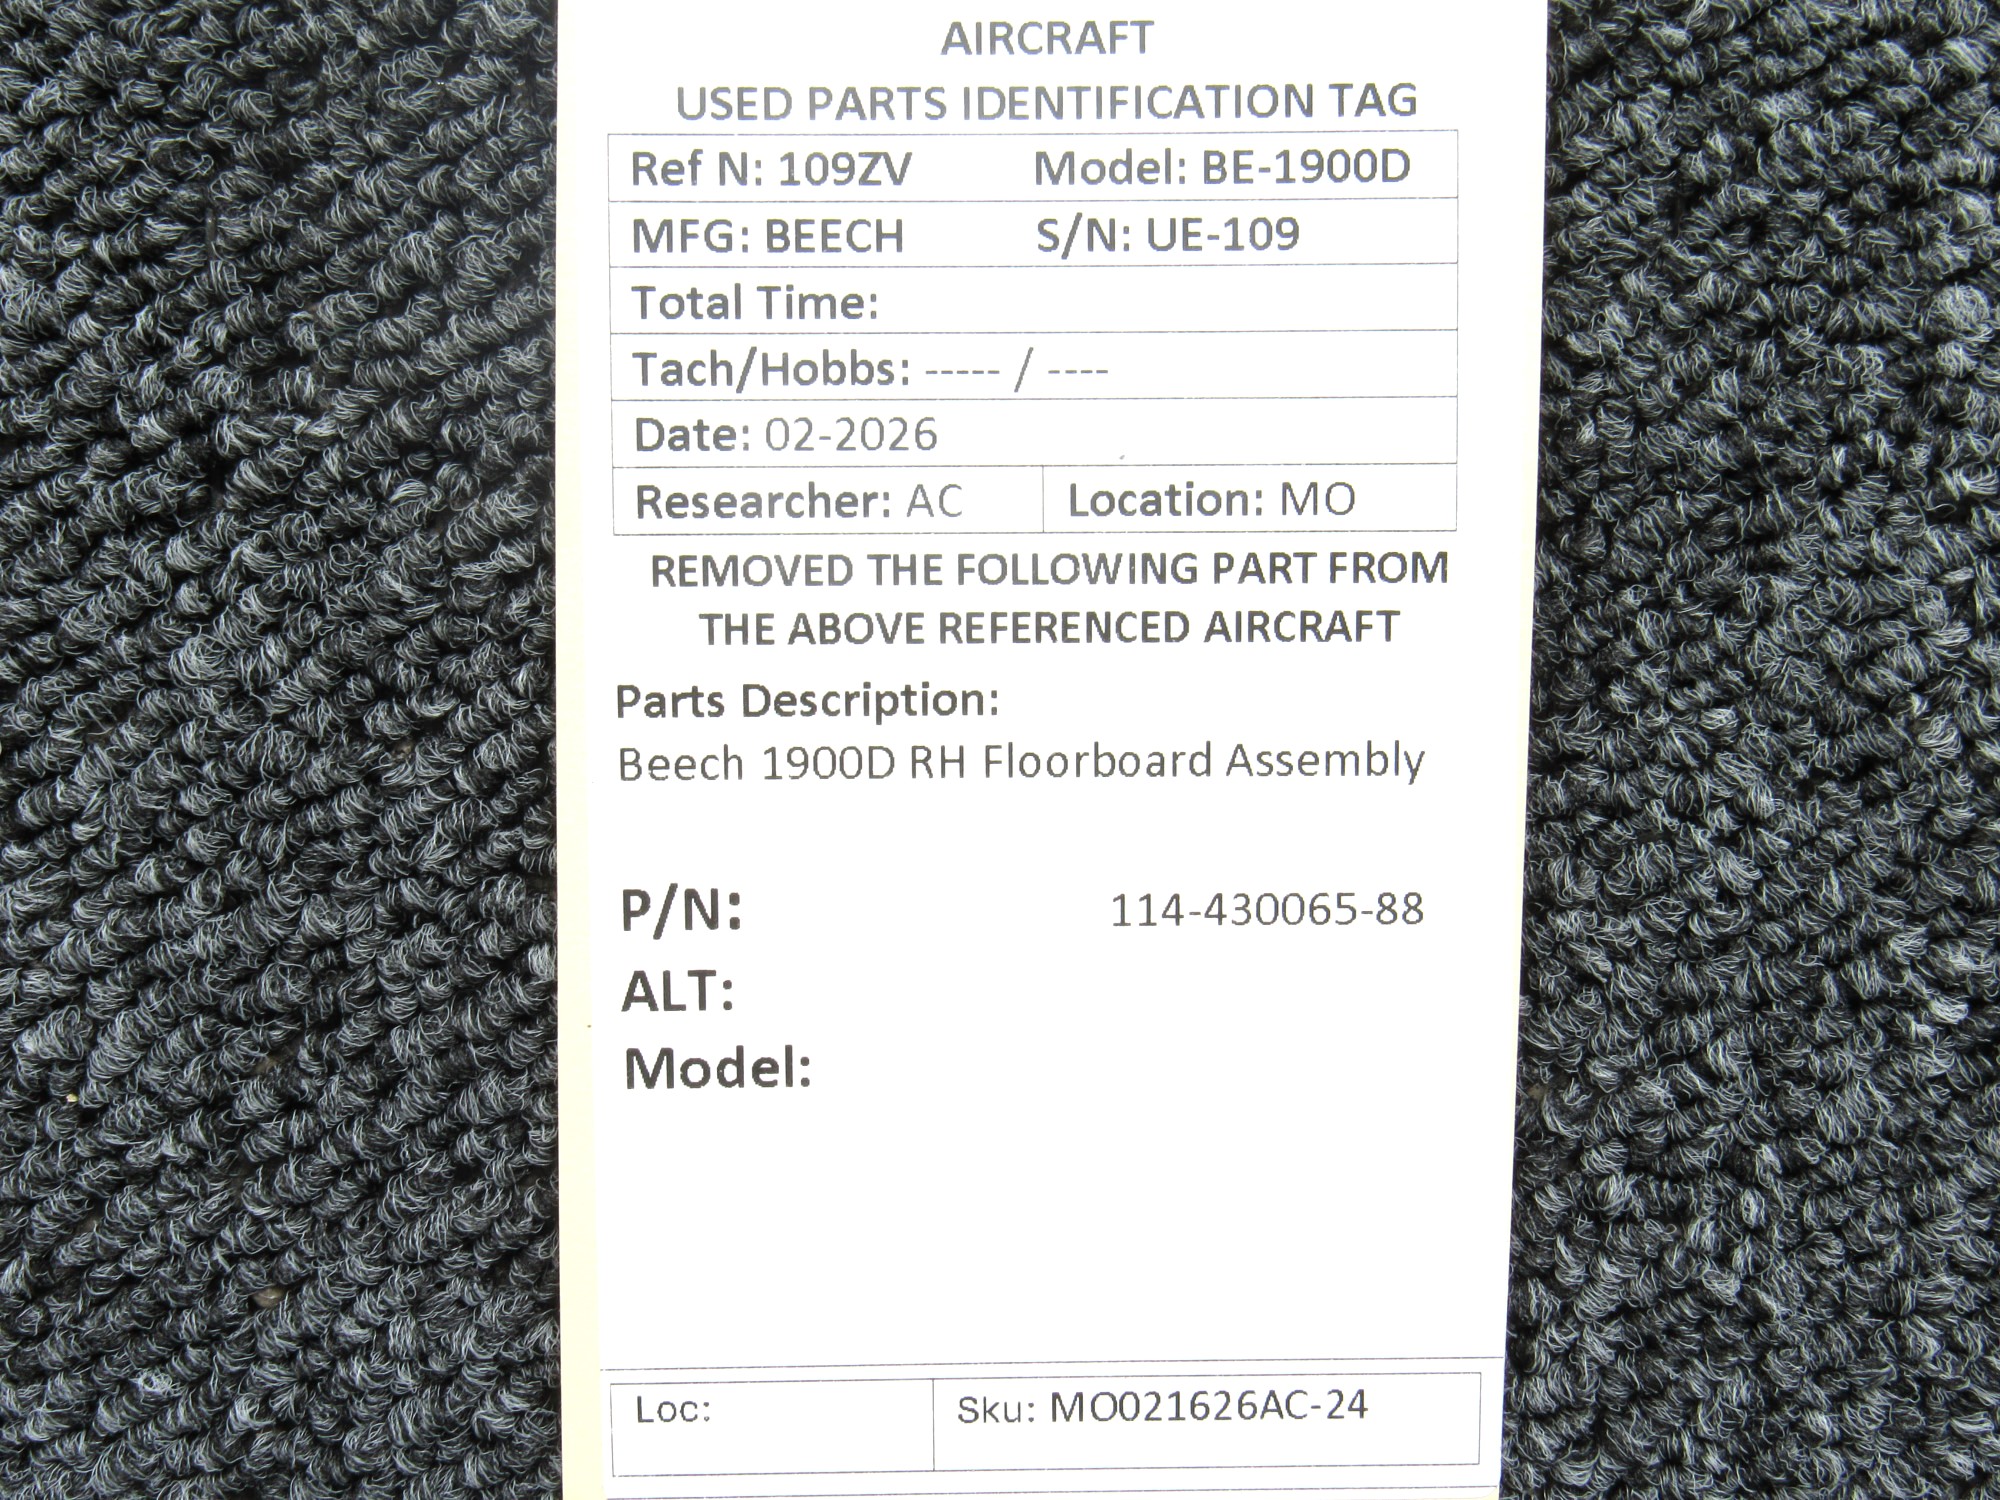 AIRCRAFT
USED PARTS IDENTIFICATION TAG
Ref N: 109ZV Model: BE-1900D
MFG: BEECH S/N: UE-109
Total Time:
Tach/Hobbs: ----- / ----
Date: 02-2026
Researcher: AC Location: MO
REMOVED THE FOLLOWING PART FROM
THE ABOVE REFERENCED AIRCRAFT
Parts Description:
Beech 1900D RH Floorboard Assembly
P/N: 114-430065-88
ALT:
Model:
Loc: Sku: MO021626AC-24